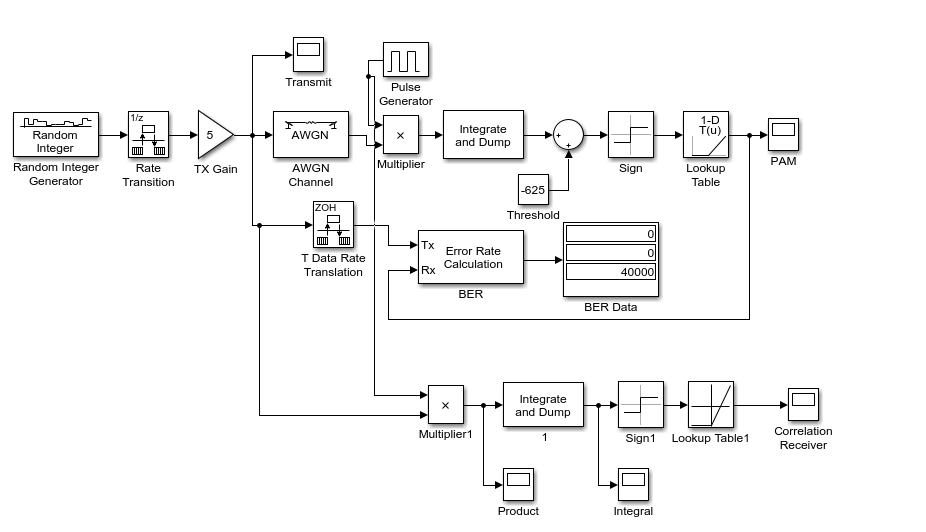 Transmit
Pulse
Generator
Random
Integer
Random Integer
Generator
1/z
Rate
Transition
5
TX Gain
AWGN
AWGN
Channel
×
Multiplier
Integrate
and Dump
+
+
Sign
1-D
T(u)
Lookup
Table
PAM
-625
Threshold
ZOH
T Data Rate
Translation
Tx
Rx
Error Rate
Calculation
BER
0
0
40000
BER Data
×
Multiplier1
Integrate
and Dump
1
Sign1
Lookup Table1
Correlation
Receiver
Product
Integral